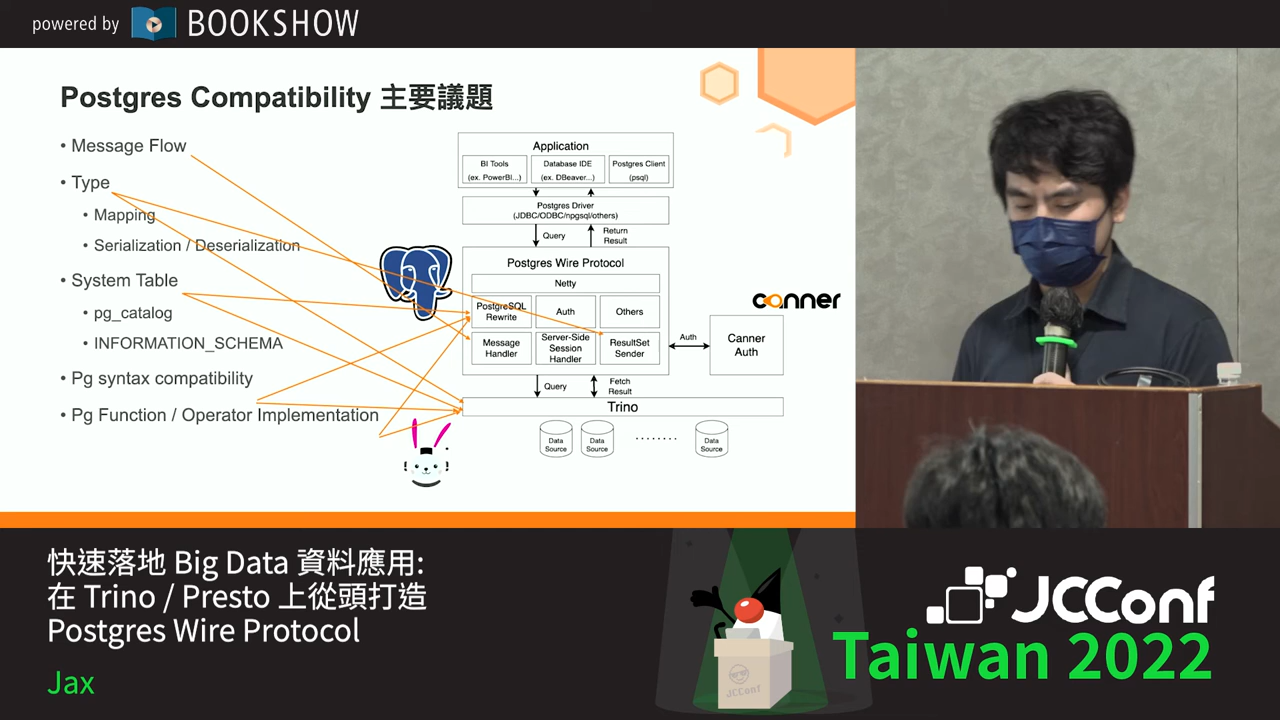 powered by BOOKSHOW
Postgres Compatibility 主要議題
• Message Flow
• Type
• Mapping
• Serialization / Deserialization
• System Table
• pg_catalog
• INFORMATION_SCHEMA
• Pg syntax compatibility
• Pg Function / Operator Implementation
Application
BI Tools
(ex. PowerBI...)
Database IDE
(ex. DBeaver...)
Postgres Client
(psql)
Postgres Driver
(JDBC/ODBC/npgsql/others)
Query
Return
Result
Postgres Wire Protocol
Netty
PostgreSQL
Rewrite
Auth
Others
Message
Handler
Server-Side
Session
Handler
ResultSet
Sender
Auth
Canner
Auth
canner
Query
Fetch
Result
Trino
Data
Source
Data
Source
........
Data
Source
快速落地 Big Data 資料應用:
在 Trino / Presto 上從頭打造
Postgres Wire Protocol
Jax
JCConf
JCConf
Taiwan 2022